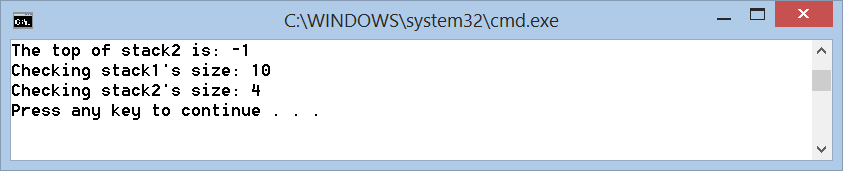 C:\WINDOWS\system32\cmd.exe
The top of stack2 is: -1
Checking stack1's size: 10
Checking stack2's size: 4
Press any key to continue . . .